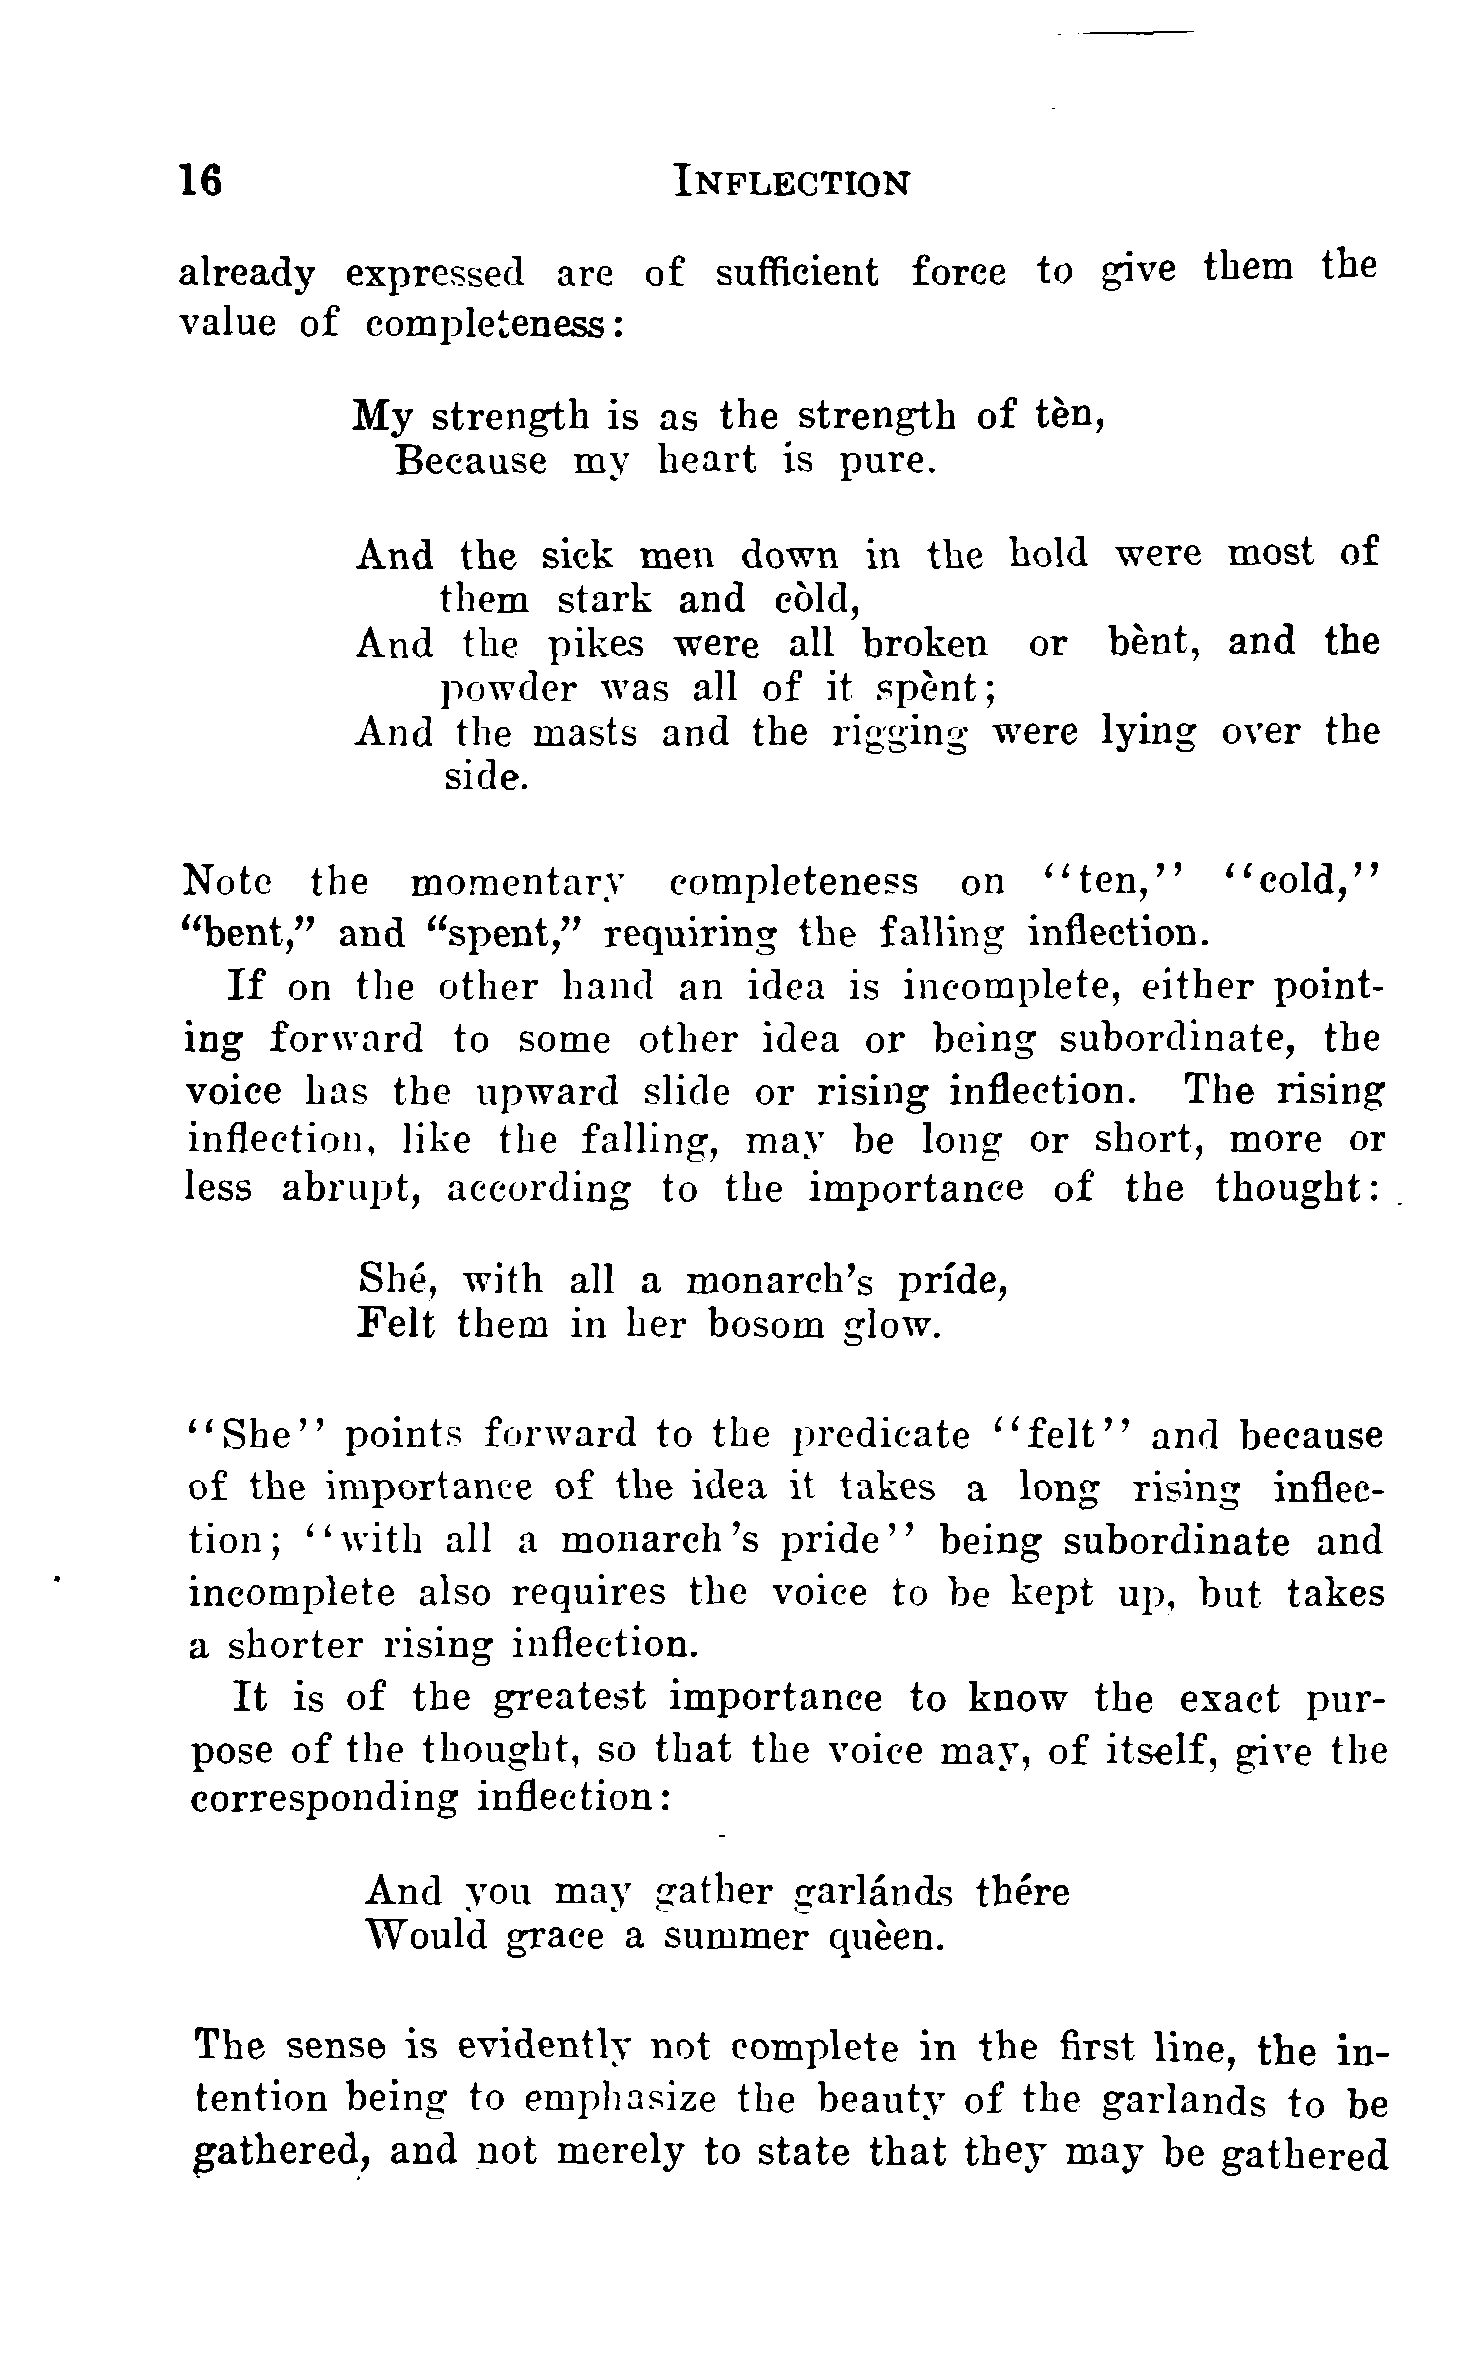 16 INFLECTION
already expressed are of sufficient force to give them the
value of completeness:
My strength is as the strength of tèn,
Because my heart is pure.
And the sick men down in the hold were most of
them stark and còld,
And the pikes were all broken or bènt, and the
powder was all of it spènt;
And the masts and the rigging were lying over the
side.
Note the momentary completeness on "ten," "cold,"
"bent," and "spent," requiring the falling inflection.
If on the other hand an idea is incomplete, either point-
ing forward to some other idea or being subordinate, the
voice has the upward slide or rising inflection. The rising
inflection, like the falling, may be long or short, more or
less abrupt, according to the importance of the thought:
Shé, with all a monarch's príde,
Felt them in her bosom glow.
"She" points forward to the predicate "felt" and because
of the importance of the idea it takes a long rising inflec-
tion; "with all a monarch's pride" being subordinate and
incomplete also requires the voice to be kept up, but takes
a shorter rising inflection.
It is of the greatest importance to know the exact pur-
pose of the thought, so that the voice may, of itself, give the
corresponding inflection:
And you may gather garlánds thére
Would grace a summer quèen.
The sense is evidently not complete in the first line, the in-
tention being to emphasize the beauty of the garlands to be
gathered, and not merely to state that they may be gathered